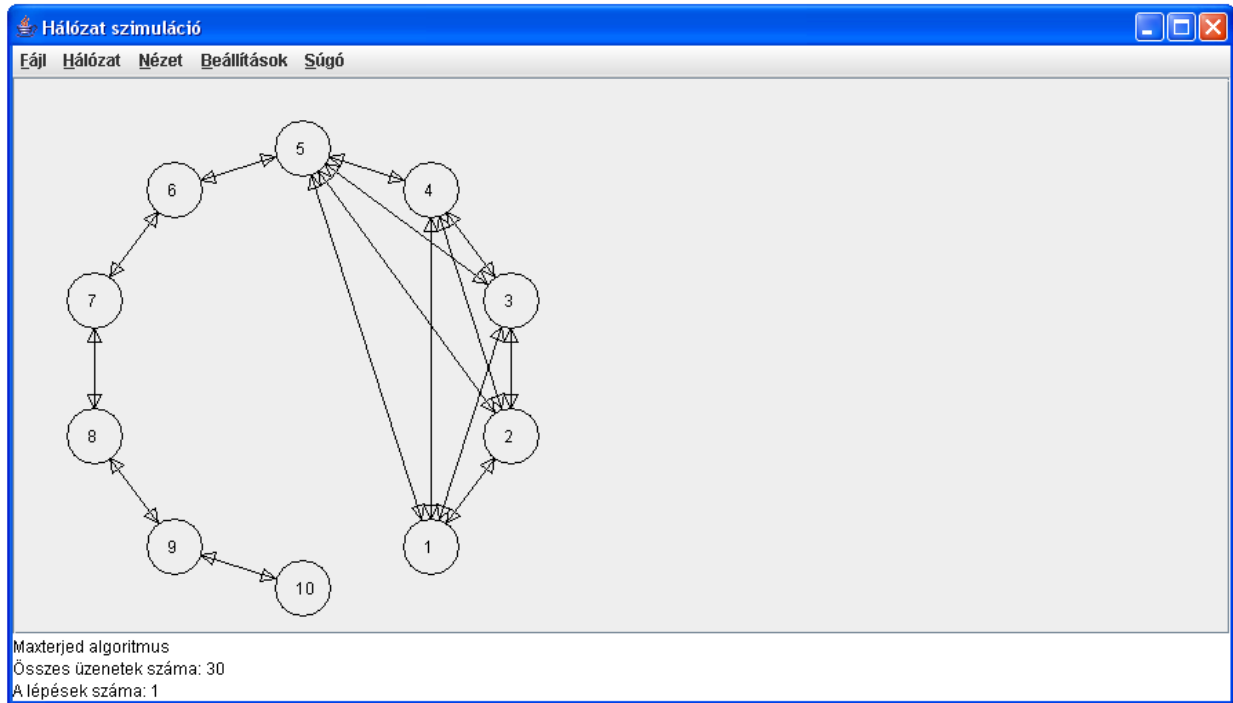 Hálózat szimuláció
Fájl Hálózat Nézet Beállítások Súgó
5
6
4
7
3
8
2
9
1
10
Maxterjed algoritmus
Összes üzenetek száma: 30
A lépések száma: 1